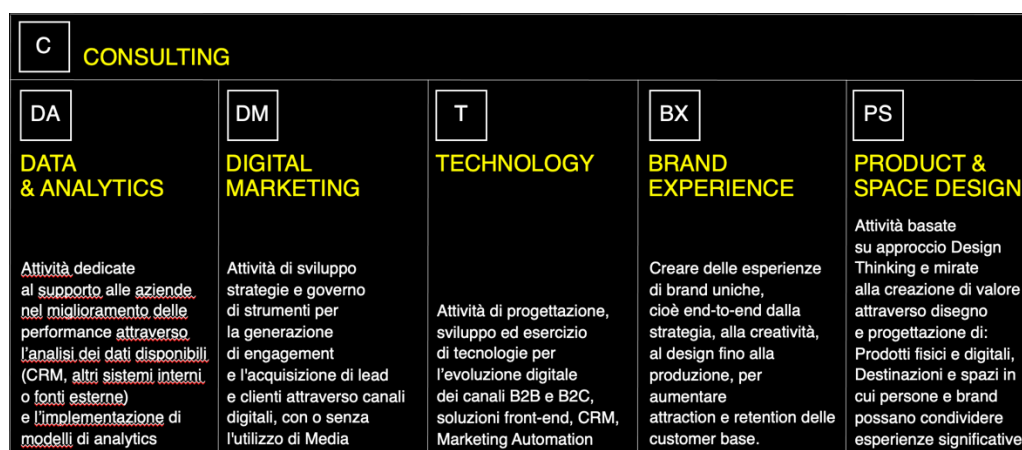 C
CONSULTING
DA
DATA
& ANALYTICS
Attività dedicate
al supporto alle aziende
nel miglioramento delle
performance attraverso
l'analisi dei dati disponibili
(CRM, altri sistemi interni
o fonti esterne)
e l'implementazione di
modelli di analytics
DM
DIGITAL
MARKETING
Attività di sviluppo
strategie e governo
di strumenti per
la generazione
di engagement
e l'acquisizione di lead
e clienti attraverso canali
digitali, con o senza
l'utilizzo di Media
T
TECHNOLOGY
Attività di progettazione,
sviluppo ed esercizio
di tecnologie per
l'evoluzione digitale
dei canali B2B e B2C,
soluzioni front-end, CRM,
Marketing Automation
BX
BRAND
EXPERIENCE
Creare delle esperienze
di brand uniche,
cioè end-to-end dalla
strategia, alla creatività,
al design fino alla
produzione, per
aumentare
attraction e retention delle
customer base.
PS
PRODUCT &
SPACE DESIGN
Attività basate
su approccio Design
Thinking e mirate
alla creazione di valore
attraverso disegno
e progettazione di:
Prodotti fisici e digitali,
Destinazioni e spazi in
cui persone e brand
possano condividere
esperienze significative